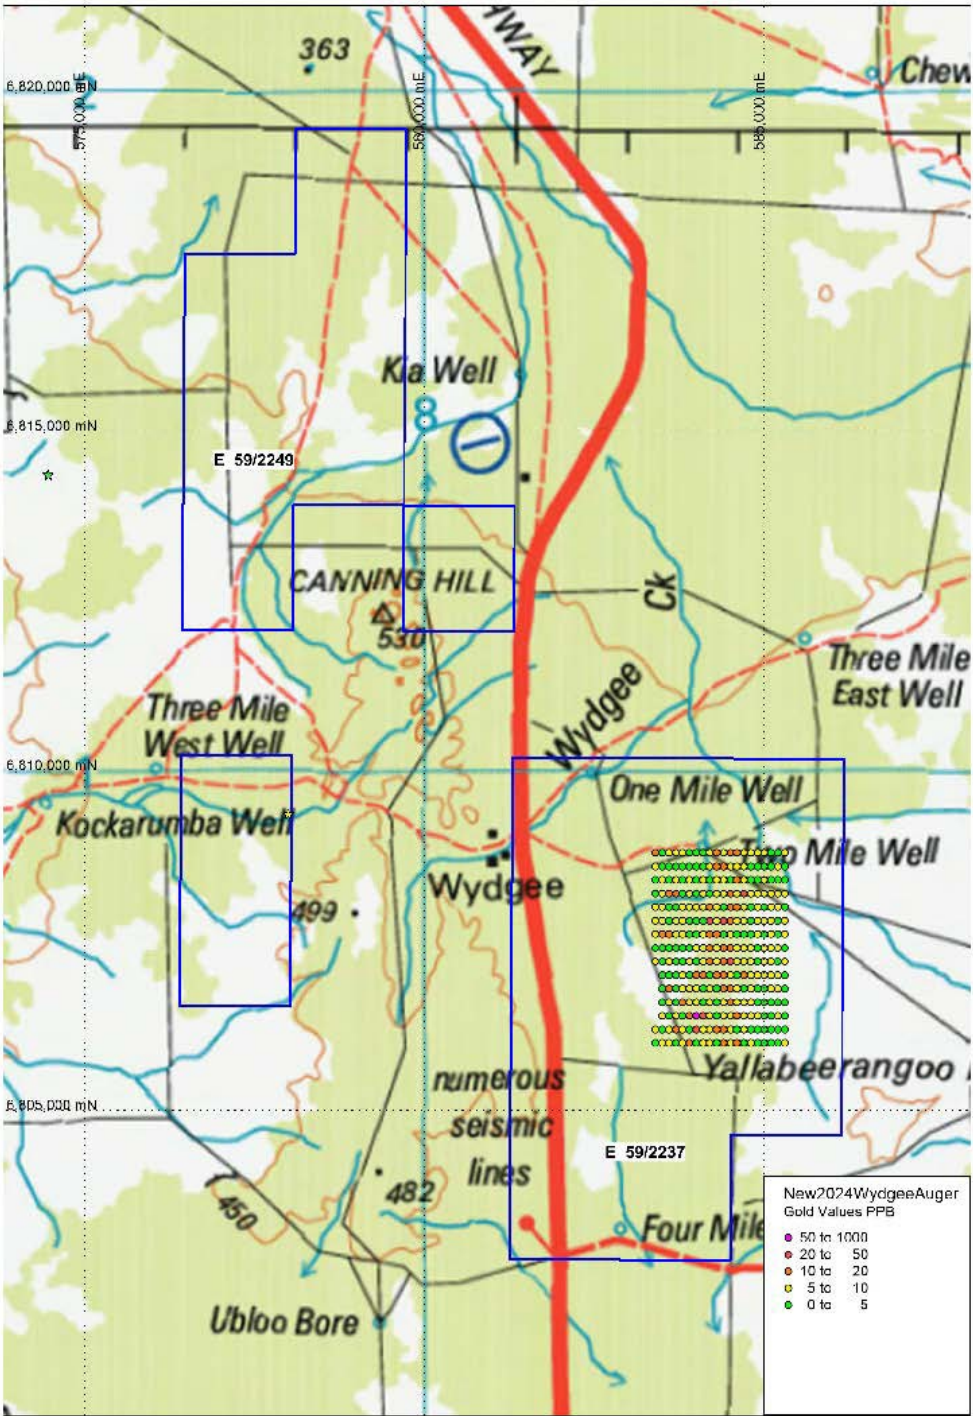 HWAY
363
Chew
6,820,000 mN
575,000 mE
580,000 mE
585,000 mE
Kia Well
8
6,815,000 mN
E 59/2249
CANNING HILL
530
Ck
Three Mile
East Well
Wydgee
Three Mile
West Well
6,810,000 mN
One Mile Well
Kockarumba Well
Two Mile Well
Wydgee
499
Yallabeerangoo
numerous
seismic
lines
6,805,000 mN
E 59/2237
482
450
Four Mile
Ubloo Bore
New2024WydgeeAuger
Gold Values PPB
50 to 1000
20 to 50
10 to 20
5 to 10
0 to 5